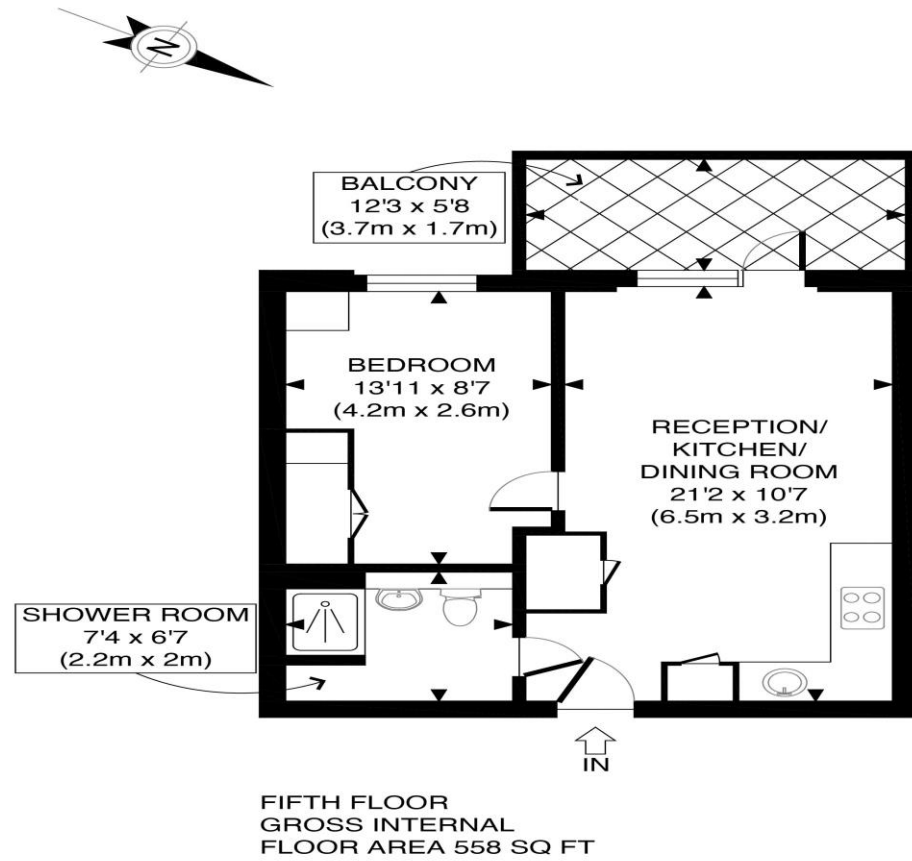 N
BALCONY
12'3 x 5'8
(3.7m x 1.7m)
BEDROOM
13'11 x 8'7
(4.2m x 2.6m)
RECEPTION/
KITCHEN/
DINING ROOM
21'2 x 10'7
(6.5m x 3.2m)
SHOWER ROOM
7'4 x 6'7
(2.2m x 2m)
IN
FIFTH FLOOR
GROSS INTERNAL
FLOOR AREA 558 SQ FT